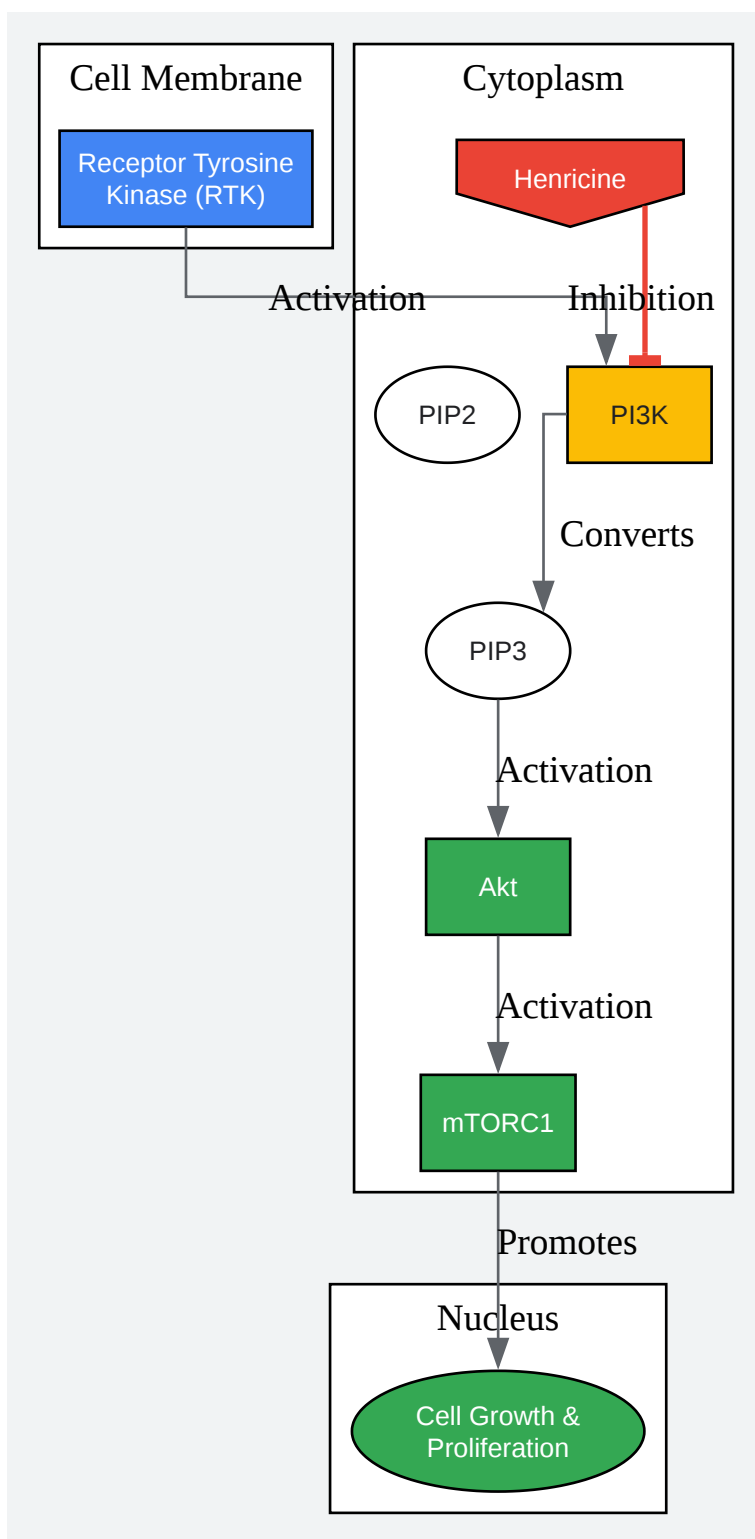 Cell Membrane
Cytoplasm
Receptor Tyrosine
Kinase (RTK)
Henricine
Activation
Inhibition
PIP2
PI3K
Converts
PIP3
Activation
Akt
Activation
mTORC1
Promotes
Nucleus
Cell Growth &
Proliferation